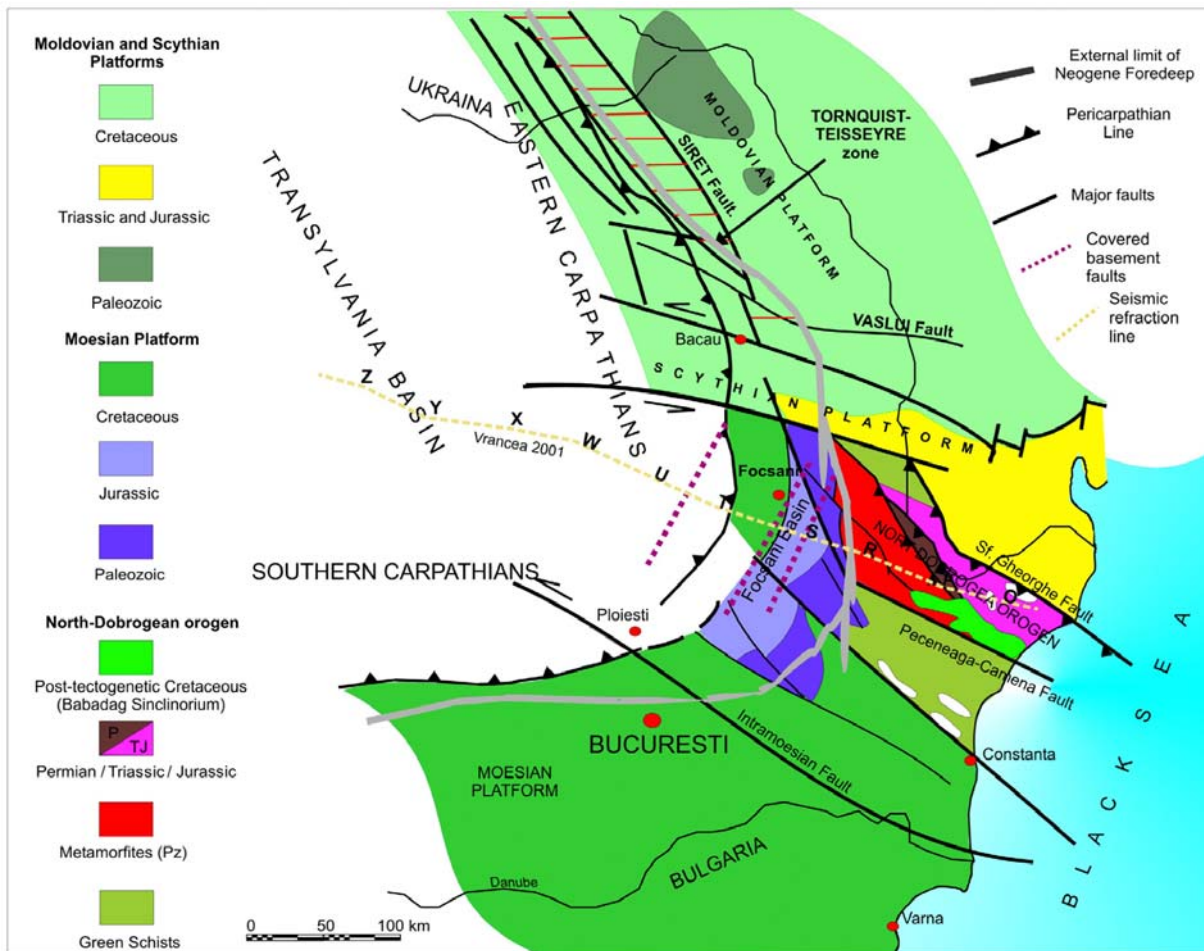 Moldovian and Scythian
Platforms
Cretaceous
Triassic and Jurassic
Paleozoic
Moesian Platform
Cretaceous
Jurassic
Paleozoic
North-Dobrogean orogen
Post-tectogenetic Cretaceous
(Babadag Sinclinorium)
P
TJ
Permian / Triassic / Jurassic
Metamorfites (Pz)
Green Schists
External limit of
Neogene Foredeep
Pericarpathian
Line
Major faults
Covered
basement
faults
Seismic
refraction
line
UKRAINA
EASTERN CARPATHIANS
TRANSYLVANIA BASIN
MOLDOVIAN PLATFORM
TORNQUIST-
TEISSEYRE
zone
SIRET Fault.
VASLUI Fault
Bacau
SCYTHIAN PLATFORM
Z
Y
X
W
U
T
S
R
O
Vrancea 2001
Focsani
Focsani Basin
NORT-DOBROGEA OROGEN
Sf. Gheorghe Fault
SOUTHERN CARPATHIANS
Ploiesti
Peceneaga-Camena Fault
BUCURESTI
Intramoesian Fault
Constanta
MOESIAN
PLATFORM
BULGARIA
Danube
Varna
BLACK SEA
0 50 100 km